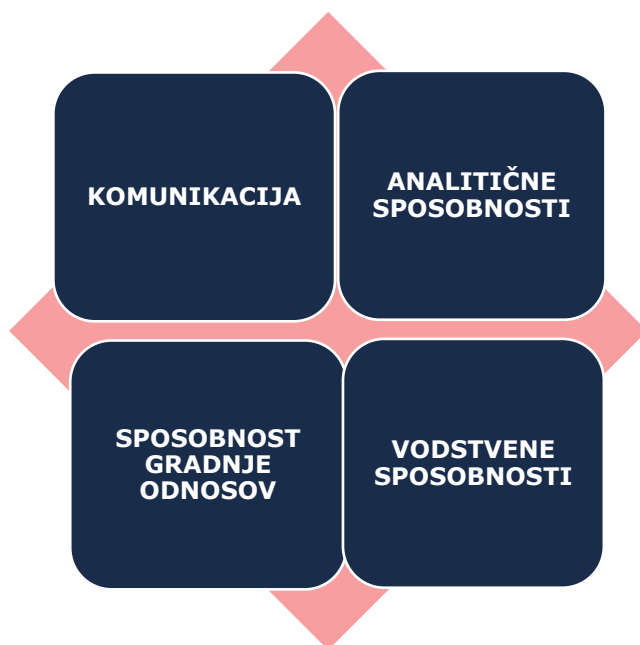 KOMUNIKACIJA
ANALITIČNE
SPOSOBNOSTI
SPOSOBNOST
GRADNJE
ODNOSOV
VODSTVENE
SPOSOBNOSTI